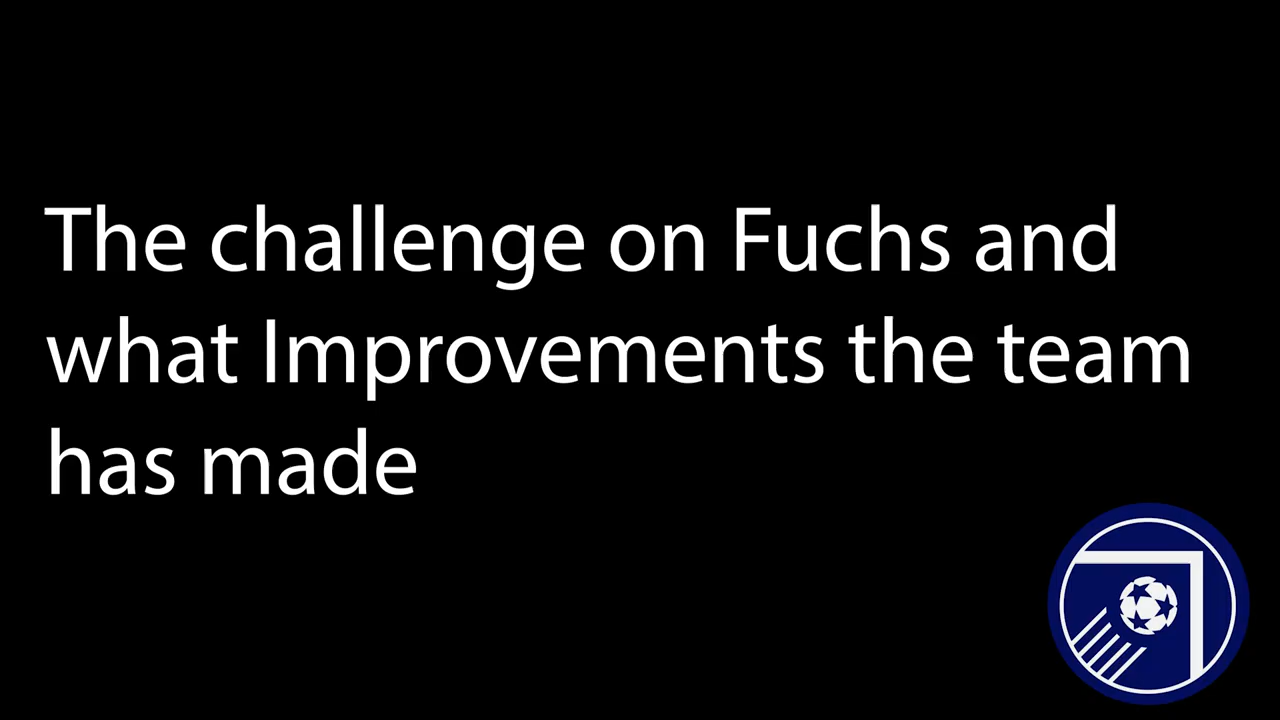 The challenge on Fuchs and
what Improvements the team
has made